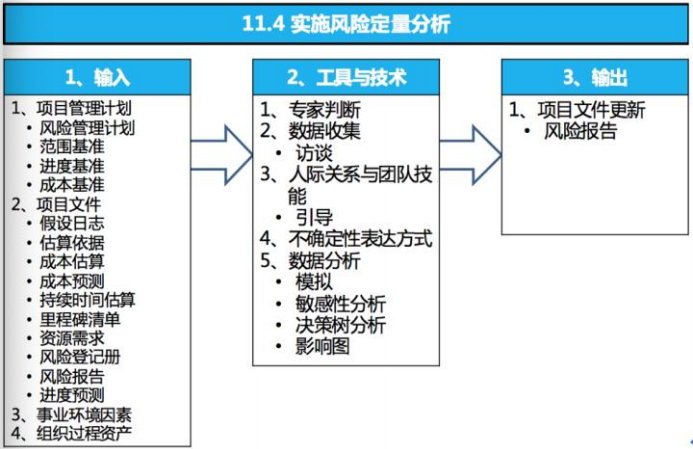 11.4 实施风险定量分析
1、输入
1、项目管理计划
• 风险管理计划
• 范围基准
• 进度基准
• 成本基准
2、项目文件
• 假设日志
• 估算依据
• 成本估算
• 成本预测
• 持续时间估算
• 里程碑清单
• 资源需求
• 风险登记册
• 风险报告
• 进度预测
3、事业环境因素
4、组织过程资产
2、工具与技术
1、专家判断
2、数据收集
• 访谈
3、人际关系与团队技
能
• 引导
4、不确定性表达方式
5、数据分析
• 模拟
• 敏感性分析
• 决策树分析
• 影响图
3、输出
1、项目文件更新
• 风险报告